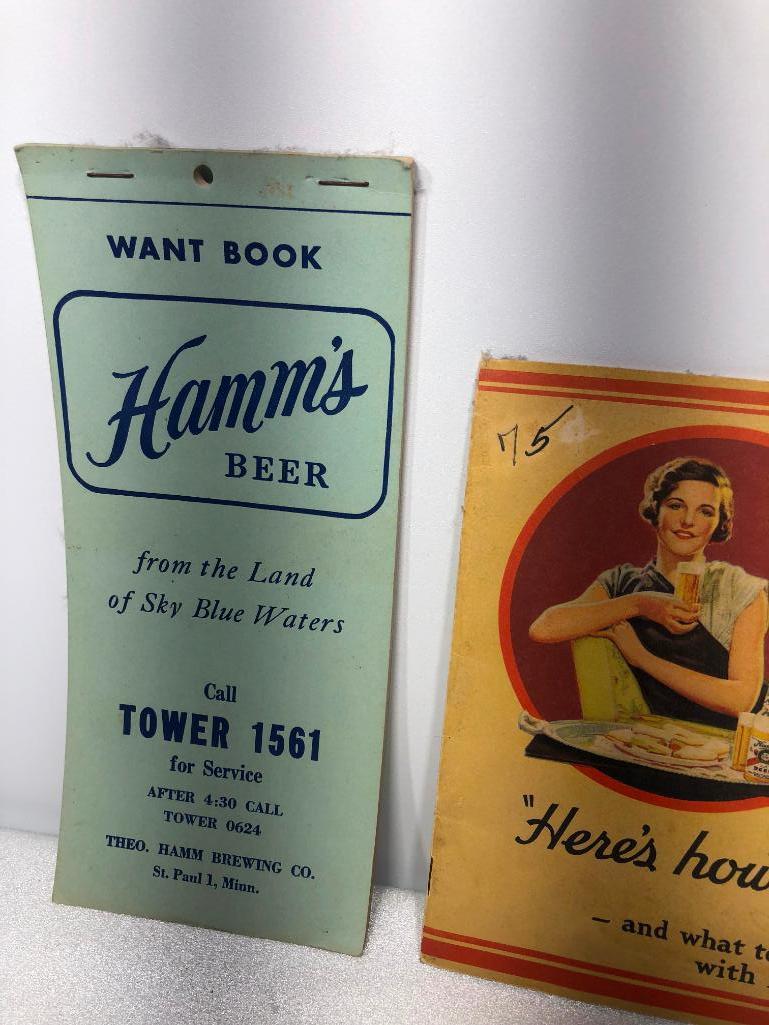 WANT BOOK
Hamm's
BEER
from the Land
of Sky Blue Waters
Call
TOWER 1561
for Service
AFTER 4:30 CALL
TOWER 0624
THEO. HAMM BREWING CO.
St. Paul 1, Minn.
75
"Here's how
— and what to
with